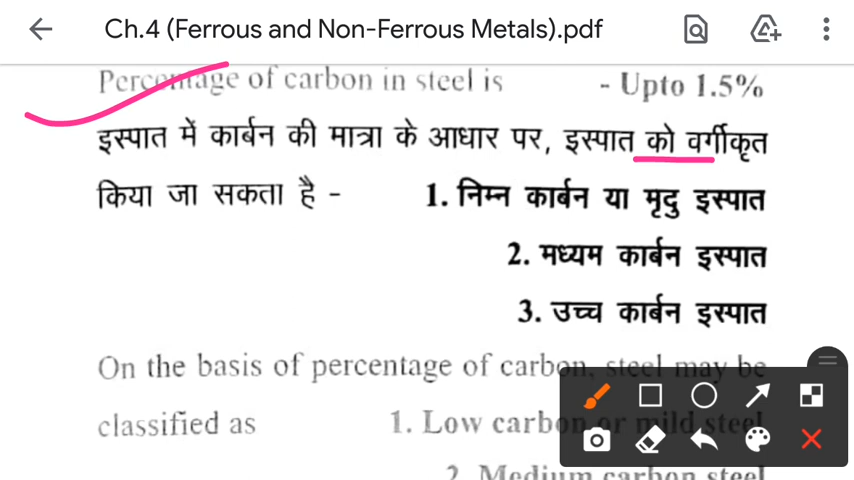 Ch.4 (Ferrous and Non-Ferrous Metals).pdf
Percentage of carbon in steel is - Upto 1.5%
इस्पात में कार्बन की मात्रा के आधार पर, इस्पात को वर्गीकृत
किया जा सकता है - 1. निम्न कार्बन या मृदु इस्पात
2. मध्यम कार्बन इस्पात
3. उच्च कार्बन इस्पात
On the basis of percentage of carbon, steel may be
classified as 1. Low carbon or mild steel
2. Medium carbon steel